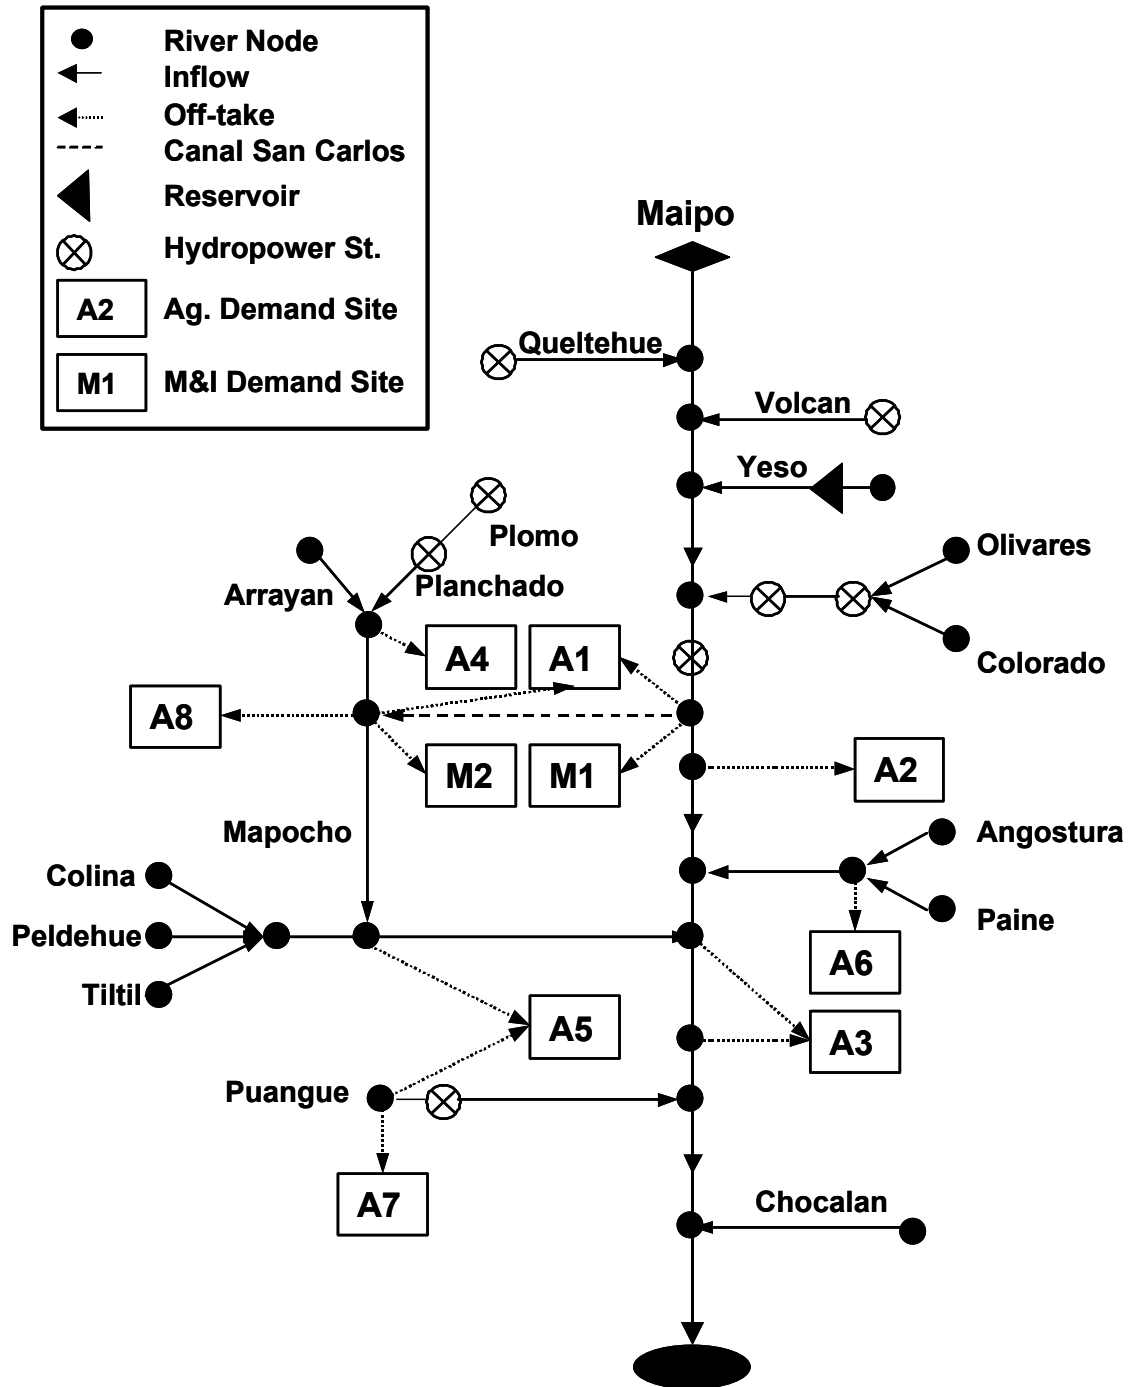 River Node
Inflow
Off-take
Canal San Carlos
Reservoir
Hydropower St.
A2
Ag. Demand Site
M1
M&I Demand Site
Maipo
Queltehue
Volcan
Yeso
Plomo
Planchado
Arrayan
Olivares
Colorado
A4
A1
A8
M2
M1
A2
Mapocho
Angostura
Colina
Peldehue
Paine
Tiltil
A6
A5
A3
Puangue
A7
Chocalan